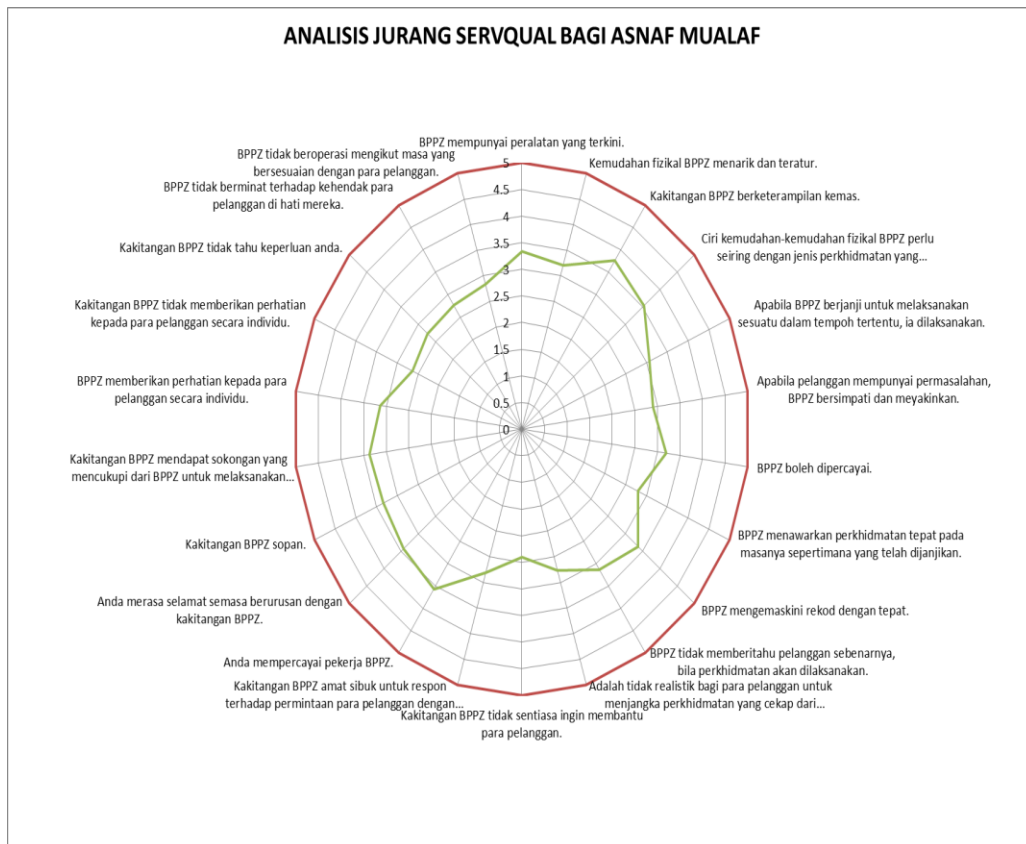 ANALISIS JURANG SERVQUAL BAGI ASNAF MUALAF
BPPZ mempunyai peralatan yang terkini.
Kemudahan fizikal BPPZ menarik dan teratur.
Kakitangan BPPZ berketerampilan kemas.
Ciri kemudahan-kemudahan fizikal BPPZ perlu
seiring dengan jenis perkhidmatan yang...
Apabila BPPZ berjanji untuk melaksanakan
sesuatu dalam tempoh tertentu, ia dilaksanakan.
Apabila pelanggan mempunyai permasalahan,
BPPZ bersimpati dan meyakinkan.
BPPZ boleh dipercayai.
BPPZ menawarkan perkhidmatan tepat pada
masanya sepertimana yang telah dijanjikan.
BPPZ mengemaskini rekod dengan tepat.
BPPZ tidak memberitahu pelanggan sebenarnya,
bila perkhidmatan akan dilaksanakan.
Adalah tidak realistik bagi para pelanggan untuk
menjangka perkhidmatan yang cekap dari...
Kakitangan BPPZ tidak sentiasa ingin membantu
para pelanggan.
Kakitangan BPPZ amat sibuk untuk respon
terhadap permintaan para pelanggan dengan...
Anda mempercayai pekerja BPPZ.
Anda merasa selamat semasa berurusan dengan
kakitangan BPPZ.
Kakitangan BPPZ sopan.
Kakitangan BPPZ mendapat sokongan yang
mencukupi dari BPPZ untuk melaksanakan...
BPPZ memberikan perhatian kepada para
pelanggan secara individu.
Kakitangan BPPZ tidak memberikan perhatian
kepada para pelanggan secara individu.
Kakitangan BPPZ tidak tahu keperluan anda.
BPPZ tidak berminat terhadap kehendak para
pelanggan di hati mereka.
BPPZ tidak beroperasi mengikut masa yang
bersesuaian dengan para pelanggan.
5
4.5
4
3.5
3
2.5
2
1.5
1
0.5
0